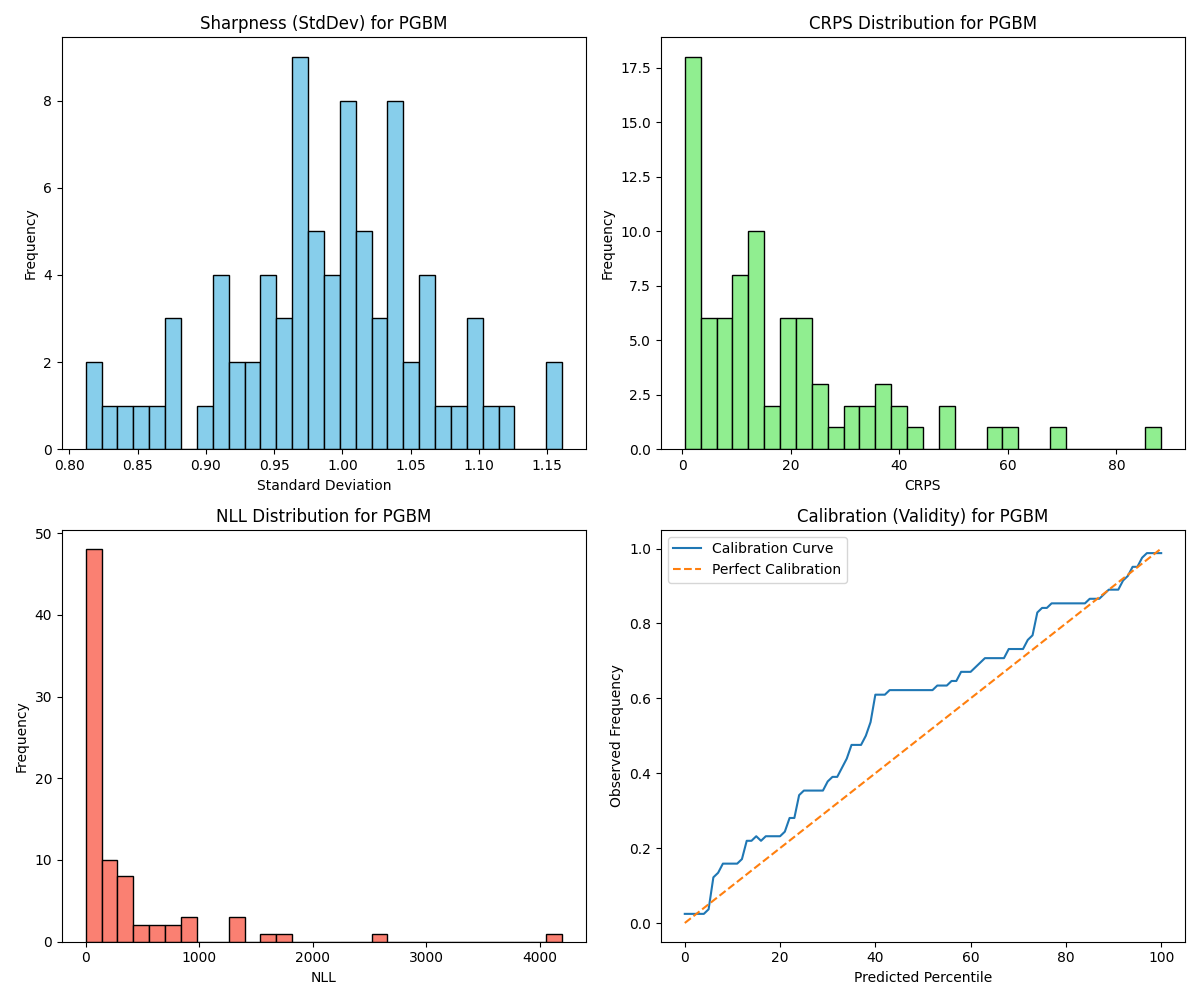 Sharpness (StdDev) for PGBM
Frequency
8
6
4
2
0
0.80 0.85 0.90 0.95 1.00 1.05 1.10 1.15
Standard Deviation
CRPS Distribution for PGBM
Frequency
17.5
15.0
12.5
10.0
7.5
5.0
2.5
0.0
0 20 40 60 80
CRPS
NLL Distribution for PGBM
Frequency
50
40
30
20
10
0
0 1000 2000 3000 4000
NLL
Calibration (Validity) for PGBM
Calibration Curve
Perfect Calibration
Observed Frequency
1.0
0.8
0.6
0.4
0.2
0.0
0 20 40 60 80 100
Predicted Percentile